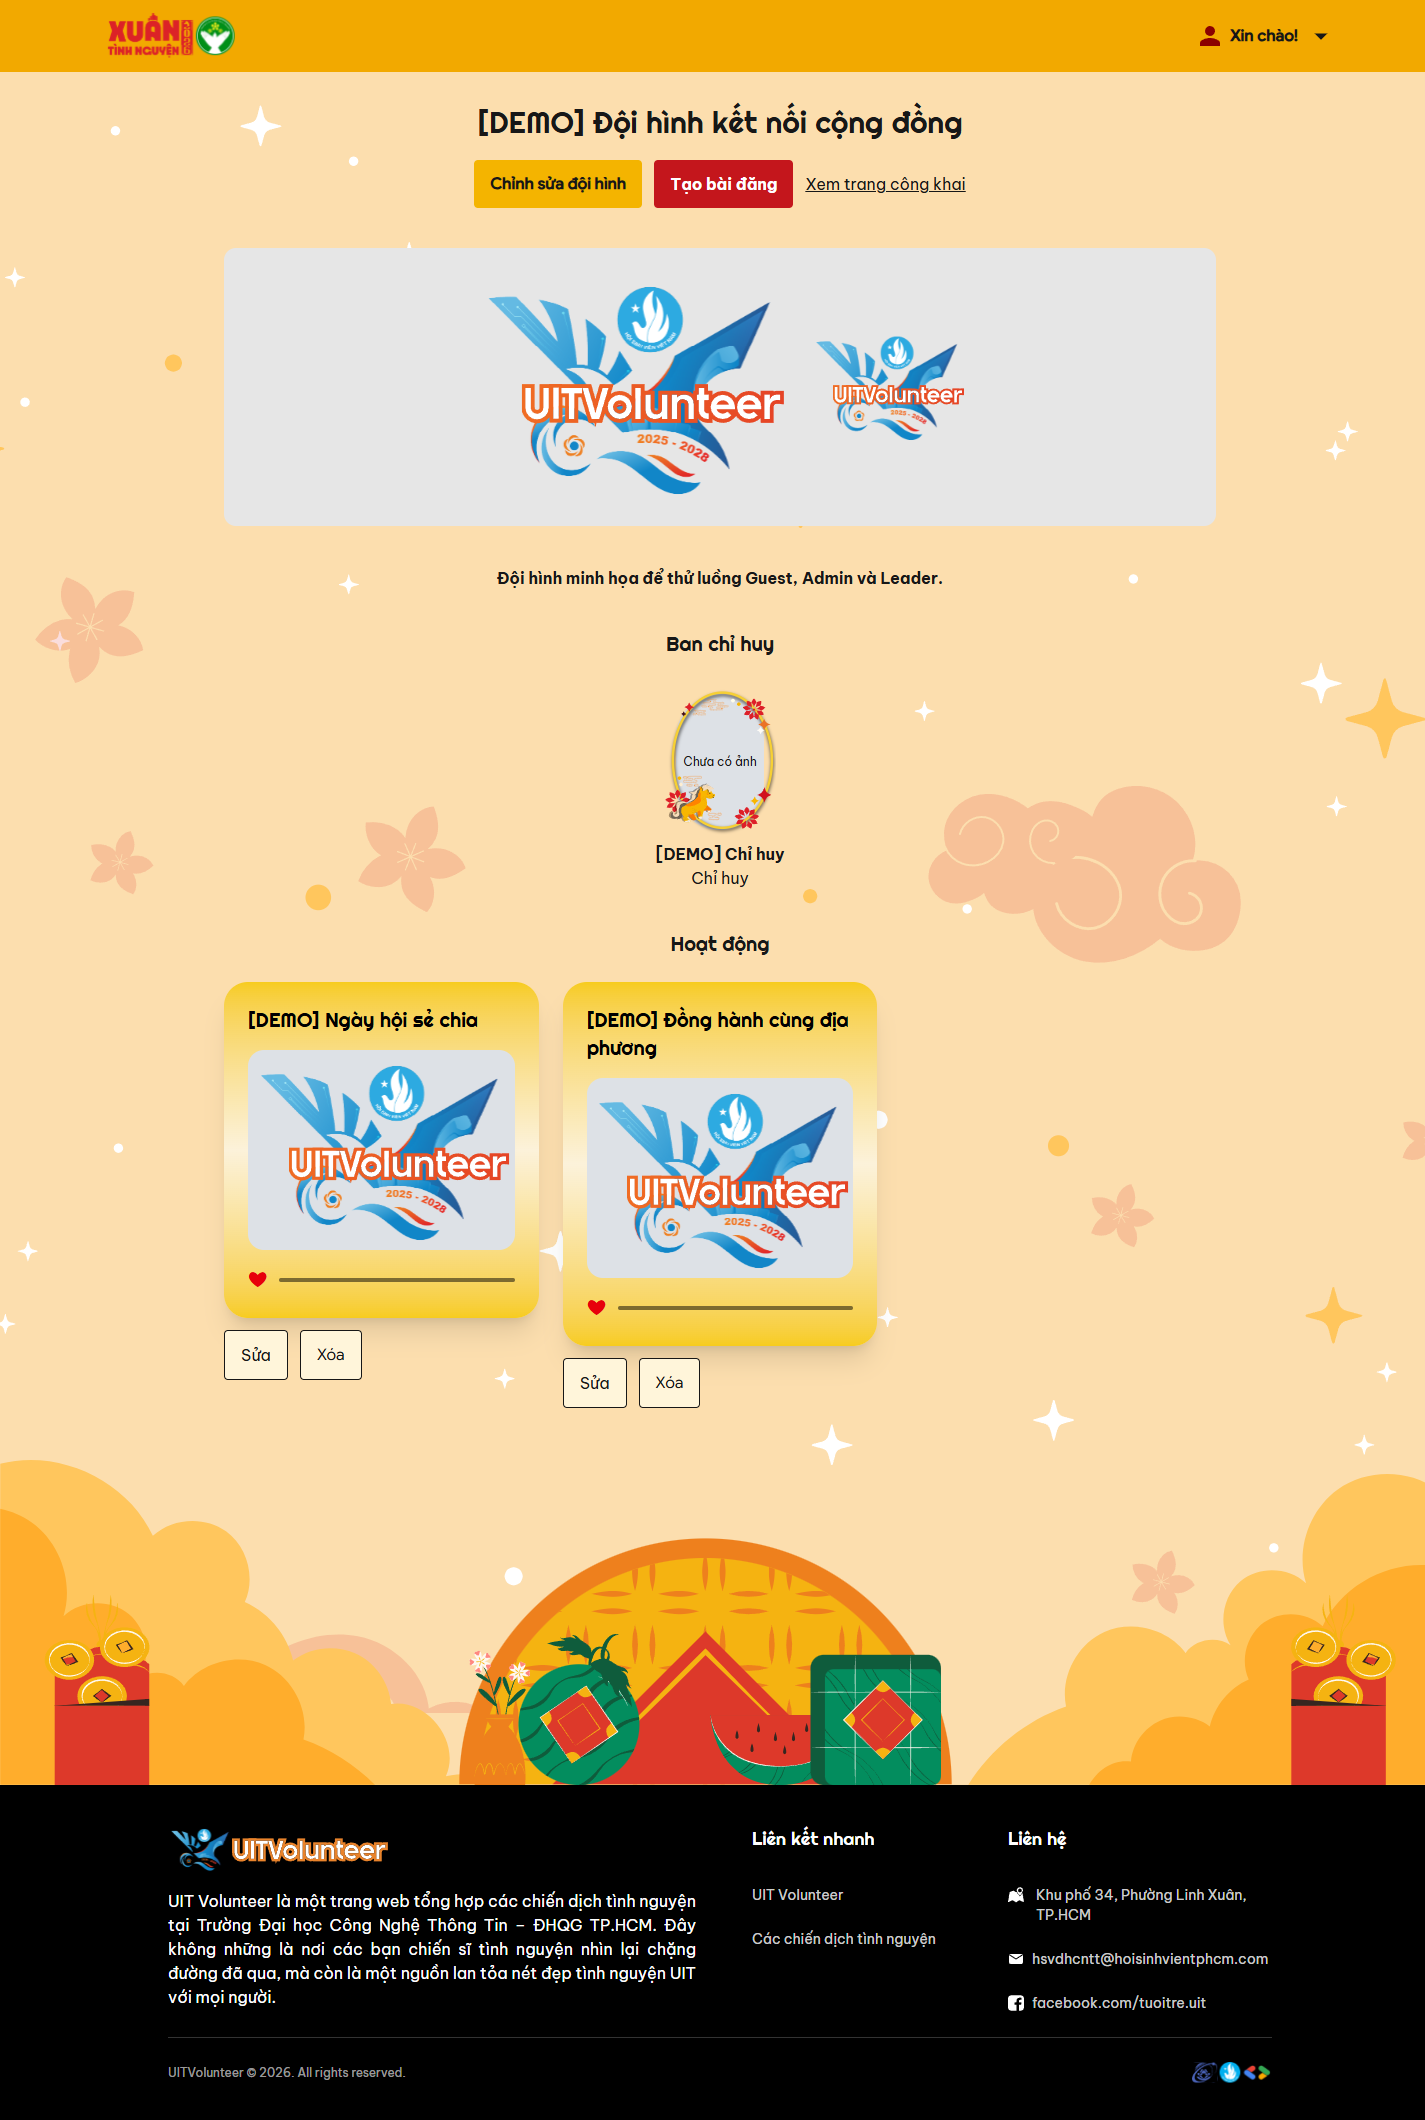 XUÂN
TÌNH NGUYỆN
Xin chào!
[DEMO] Đội hình kết nối cộng đồng
Chỉnh sửa đội hình
Tạo bài đăng
Xem trang công khai
UITVolunteer
2025 - 2028
UITVolunteer
2025 - 2028
Đội hình minh họa để thử luồng Guest, Admin và Leader.
Ban chỉ huy
Chưa có ảnh
[DEMO] Chỉ huy
Chỉ huy
Hoạt động
[DEMO] Ngày hội sẻ chia
UITVolunteer
2025 - 2028
Sửa
Xóa
[DEMO] Đồng hành cùng địa
phương
UITVolunteer
2025 - 2028
Sửa
Xóa
UITVolunteer
UIT Volunteer là một trang web tổng hợp các chiến dịch tình nguyện
tại Trường Đại học Công Nghệ Thông Tin – ĐHQG TP.HCM. Đây
không những là nơi các bạn chiến sĩ tình nguyện nhìn lại chặng
đường đã qua, mà còn là một nguồn lan tỏa nét đẹp tình nguyện UIT
với mọi người.
Liên kết nhanh
UIT Volunteer
Các chiến dịch tình nguyện
Liên hệ
Khu phố 34, Phường Linh Xuân,
TP.HCM
hsvdhcntt@hoisinhvientphcm.com
facebook.com/tuoitre.uit
UITVolunteer © 2026. All rights reserved.